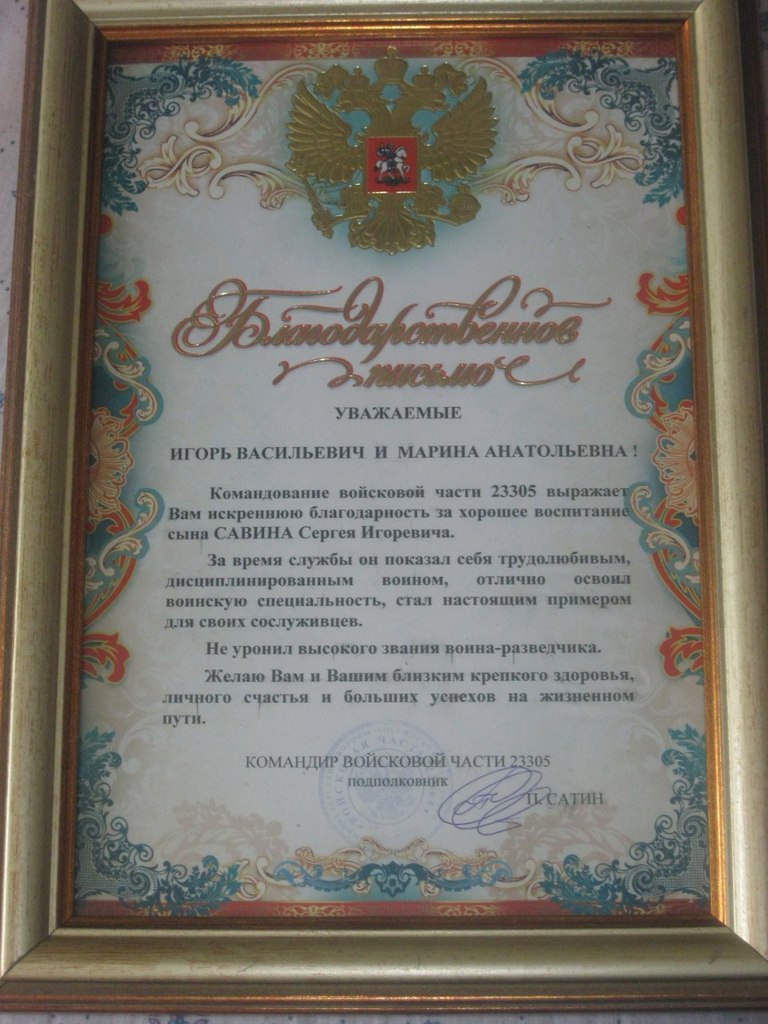 Благодарственное
письмо
УВАЖАЕМЫЕ
ИГОРЬ ВАСИЛЬЕВИЧ И МАРИНА АНАТОЛЬЕВНА !
Командование войсковой части 23305 выражает
Вам искреннюю благодарность за хорошее воспитание
сына САВИНА Сергея Игоревича.
За время службы он показал себя трудолюбивым,
дисциплинированным воином, отлично освоил
воинскую специальность, стал настоящим примером
для своих сослуживцев.
Не уронил высокого звания воина-разведчика.
Желаю Вам и Вашим близким крепкого здоровья,
личного счастья и больших успехов на жизненном
пути.
КОМАНДИР ВОЙСКОВОЙ ЧАСТИ 23305
подполковник
П. САТИН
ВОЙСКОВАЯ ЧАСТЬ